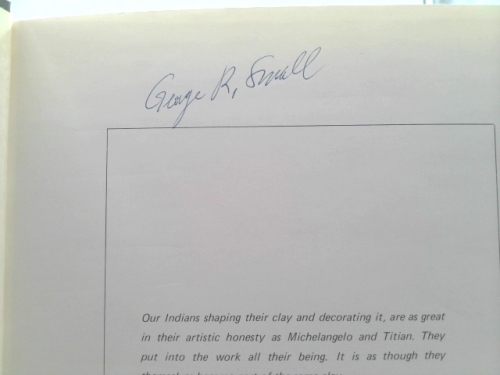 George R. Small
Our Indians shaping their clay and decorating it, are as great
in their artistic honesty as Michelangelo and Titian. They
put into the work all their being. It is as though they